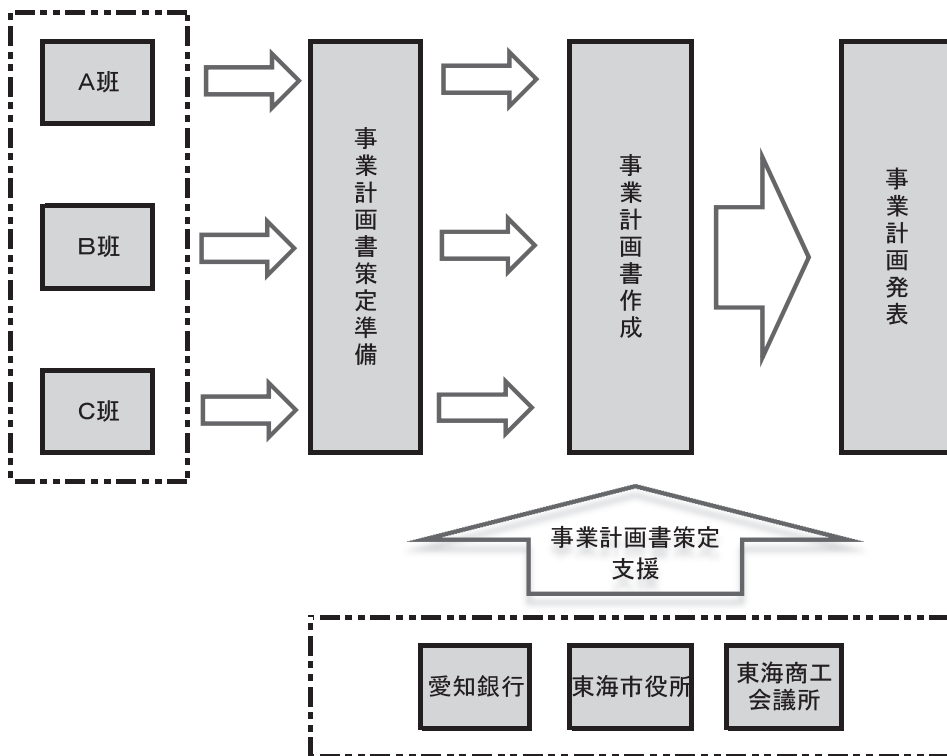 A班
B班
C班
事業計画書策定準備
事業計画書作成
事業計画発表
事業計画書策定
支援
愛知銀行
東海市役所
東海商工
会議所